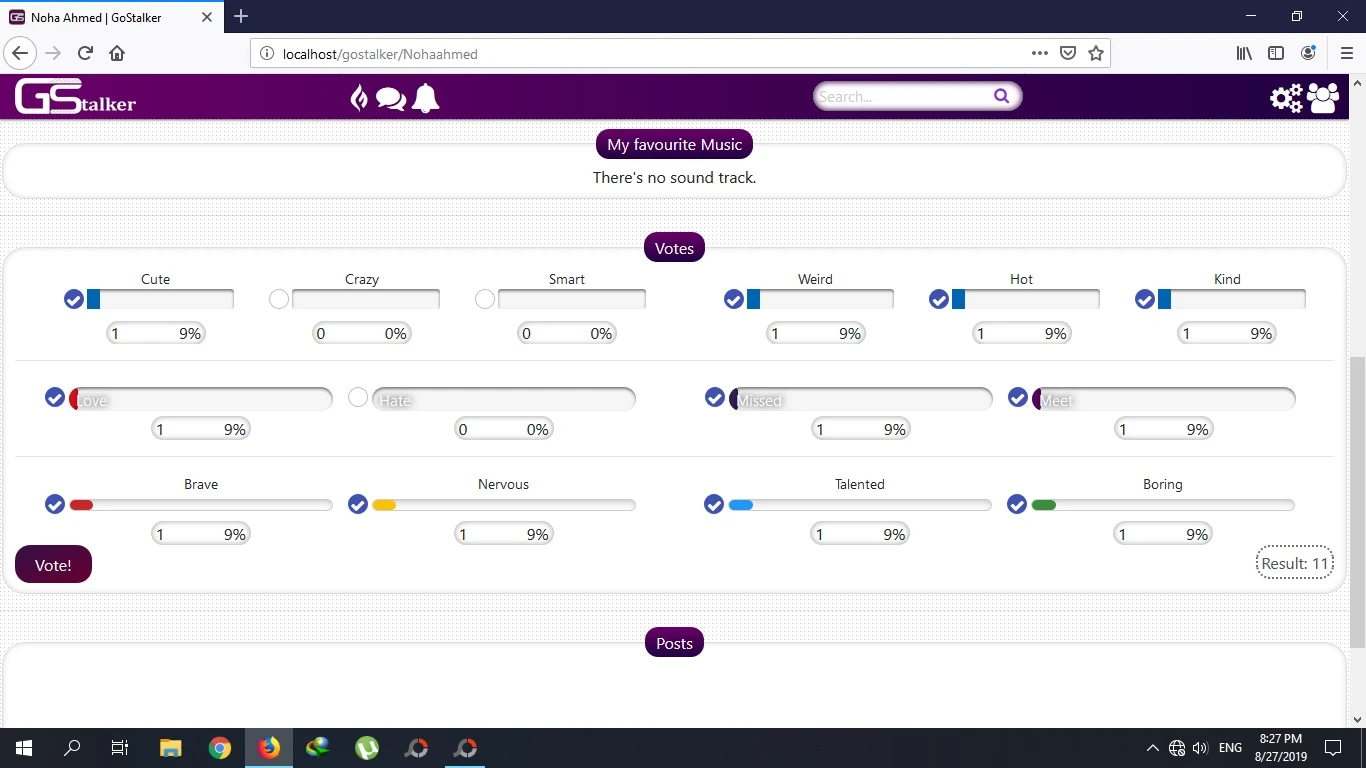 Noha Ahmed | GoStalker
localhost/gostalker/Nohaahmed
GStalker
Search...
My favourite Music
There's no sound track.
Votes
Cute Crazy Smart Weird Hot Kind
1 9% 0 0% 0 0% 1 9% 1 9% 1 9%
Love Hate Missed Meet
1 9% 0 0% 1 9% 1 9%
Brave Nervous Talented Boring
1 9% 1 9% 1 9% 1 9%
Vote! Result: 11
Posts
ENG
8:27 PM
8/27/2019